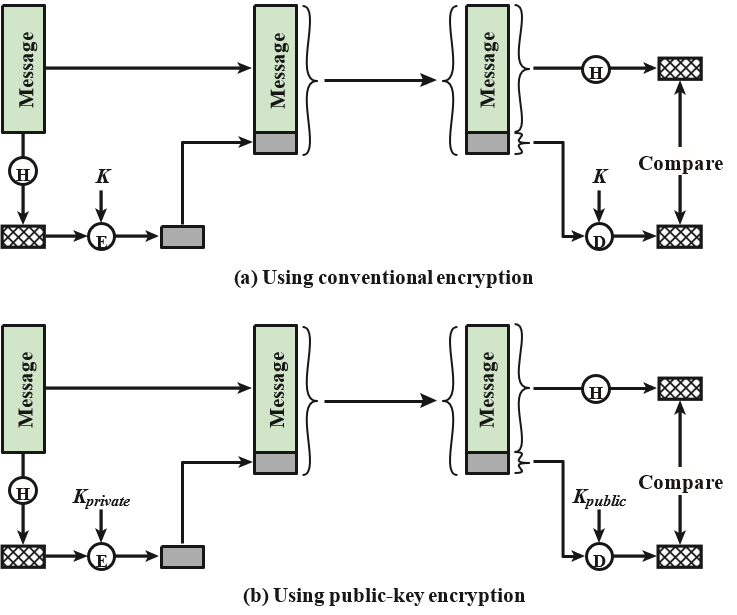 Message
Message
Message
H
H
Compare
K
K
E
D
(a) Using conventional encryption
Message
Message
Message
H
H
Compare
Kprivate
Kpublic
E
D
(b) Using public-key encryption